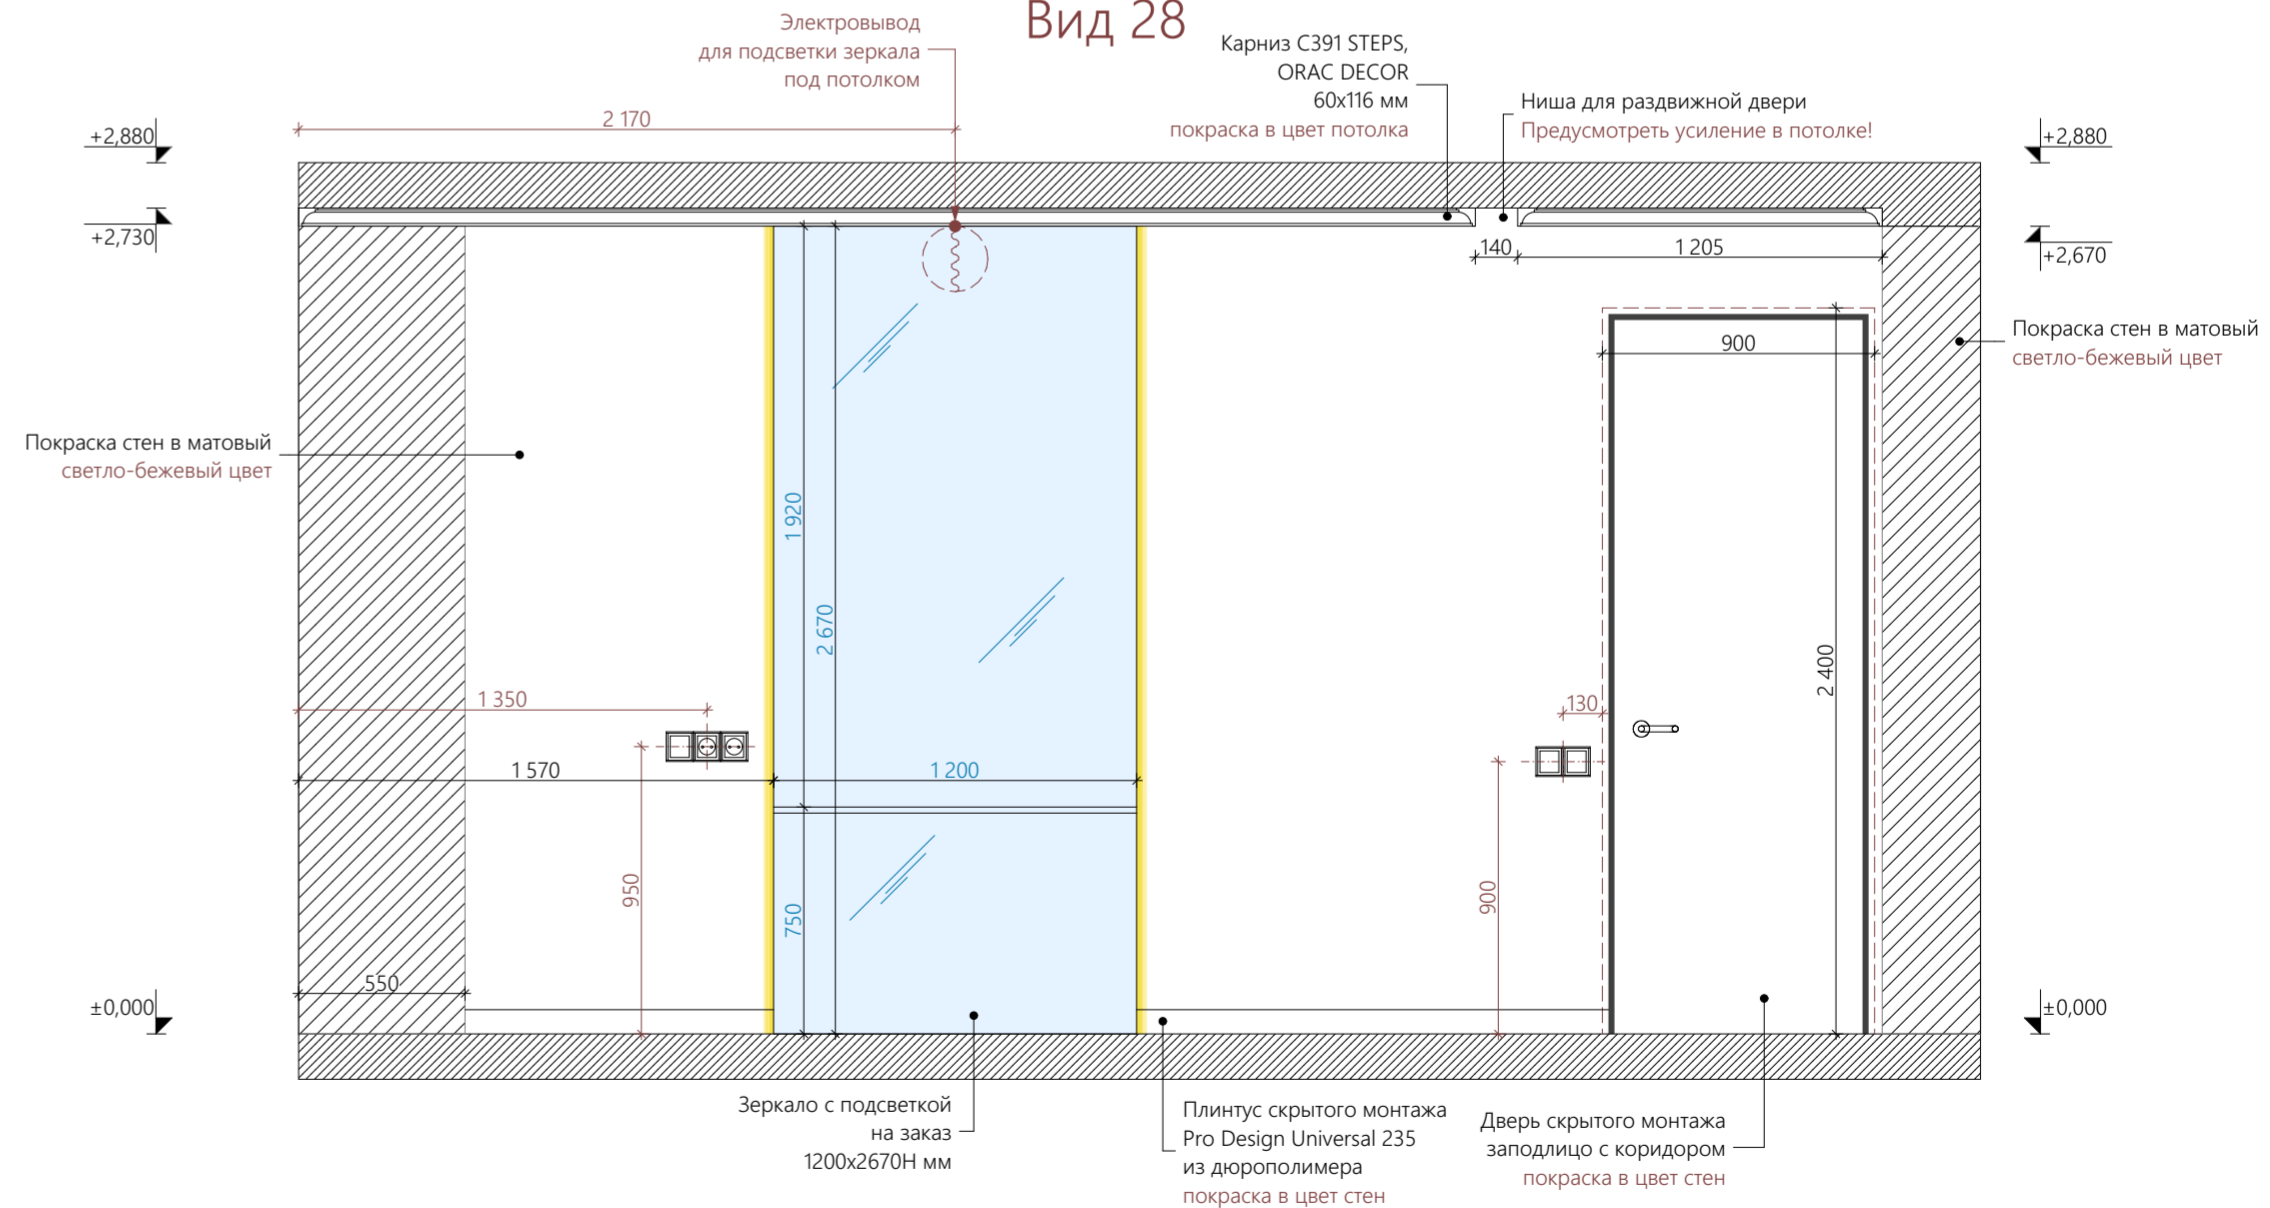 Вид 28
Электровывод
для подсветки зеркала
под потолком
Карниз C391 STEPS,
ORAC DECOR
60x116 мм
покраска в цвет потолка
Ниша для раздвижной двери
Предусмотреть усиление в потолке!
2 170
+2,880
+2,880
+2,730
+2,670
140
1 205
900
Покраска стен в матовый
светло-бежевый цвет
Покраска стен в матовый
светло-бежевый цвет
1 920
2 670
2 400
1 350
130
1 570
1 200
950
900
750
550
±0,000
±0,000
Зеркало с подсветкой
на заказ
1200x2670H мм
Плинтус скрытого монтажа
Pro Design Universal 235
из дюрополимера
покраска в цвет стен
Дверь скрытого монтажа
заподлицо с коридором
покраска в цвет стен